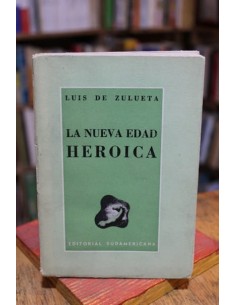 LUIS DE ZULUETA
LA NUEVA EDAD
HEROICA
EDITORIAL SUDAMERICANA